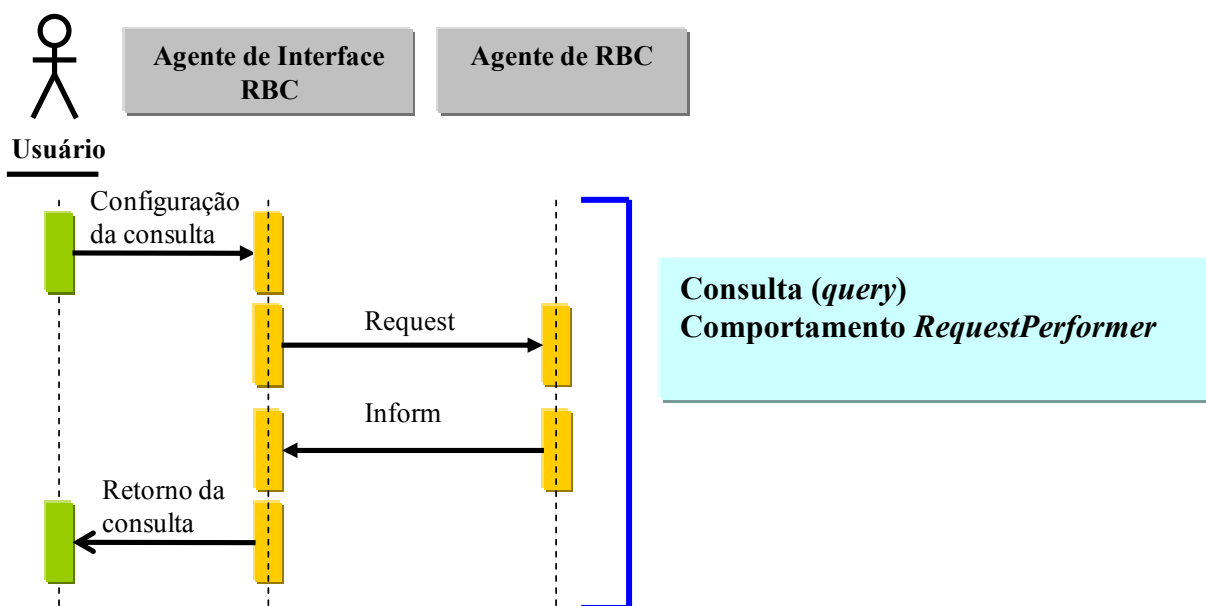 Agente de Interface
RBC
Agente de RBC
Usuário
Configuração
da consulta
Request
Inform
Retorno da
consulta
Consulta (query)
Comportamento RequestPerformer